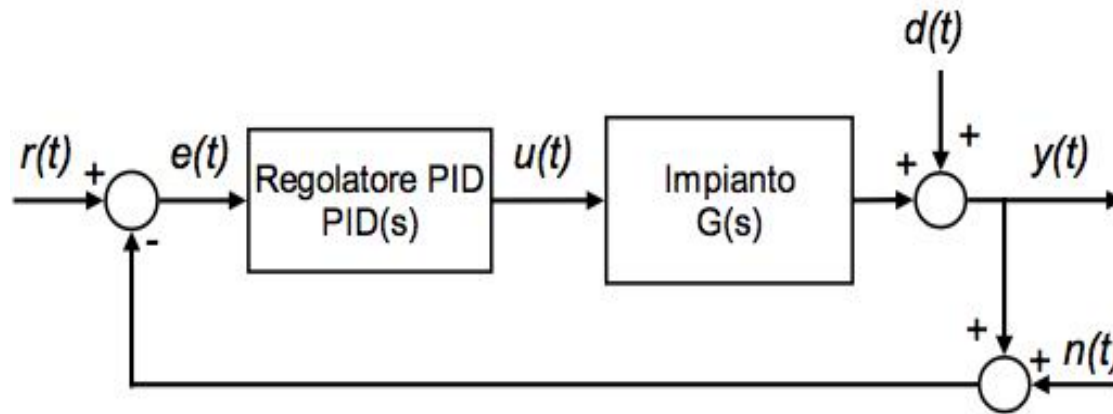 d(t)
r(t)
+
e(t)
Regolatore PID
PID(s)
u(t)
Impianto
G(s)
+
+
y(t)
-
+
+
n(t)